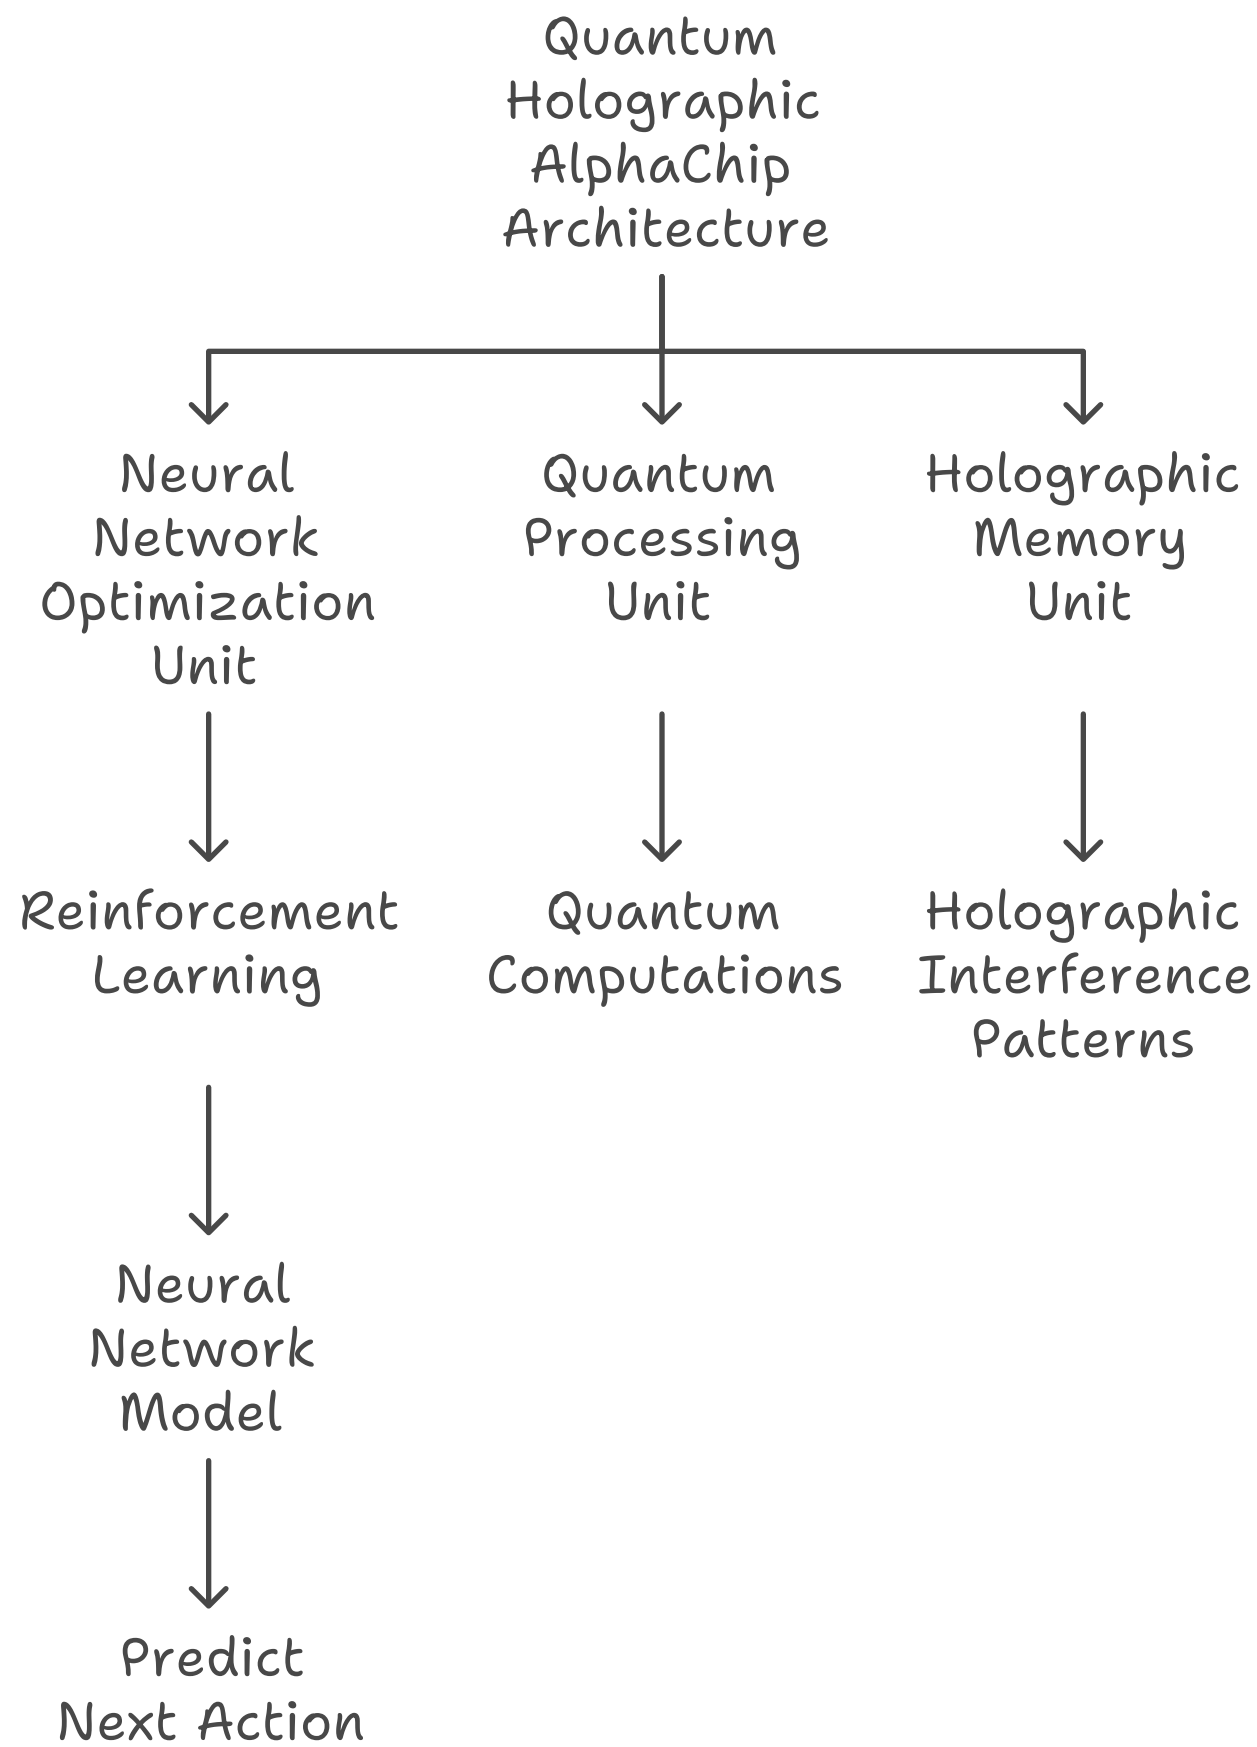 Quantum
Holographic
AlphaChip
Architecture
Neural
Network
Optimization
Unit
Quantum
Processing
Unit
Holographic
Memory
Unit
Reinforcement
Learning
Quantum
Computations
Holographic
Interference
Patterns
Neural
Network
Model
Predict
Next Action